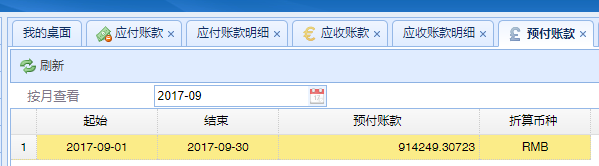 我的桌面 应付账款 × 应付账款明细 × 应收账款 × 应收账款明细 × 预付账款 ×
刷新
按月查看 2017-09
起始 结束 预付账款 折算币种
1 2017-09-01 2017-09-30 914249.30723 RMB